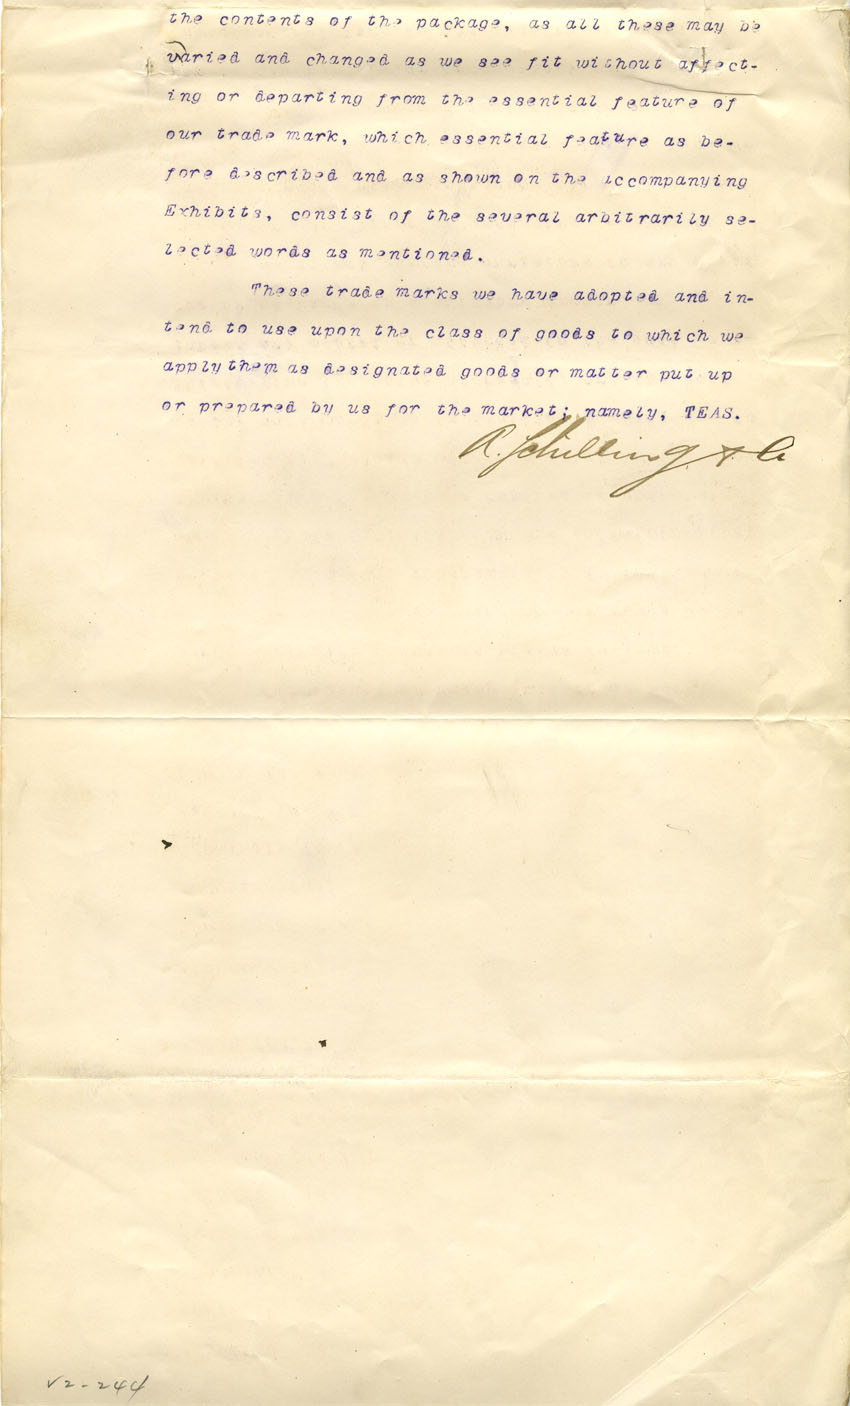 the contents of the package, as all these may be
varied and changed as we see fit without affect-
ing or departing from the essential feature of
our trade mark, which essential feature as be-
fore described and as shown on the accompanying
Exhibits, consist of the several arbitrarily se-
lected words as mentioned.
These trade marks we have adopted and in-
tend to use upon the class of goods to which we
apply them as designated goods or matter put up
or prepared by us for the market; namely, TEAS.
A. Schilling & Co
V2-244